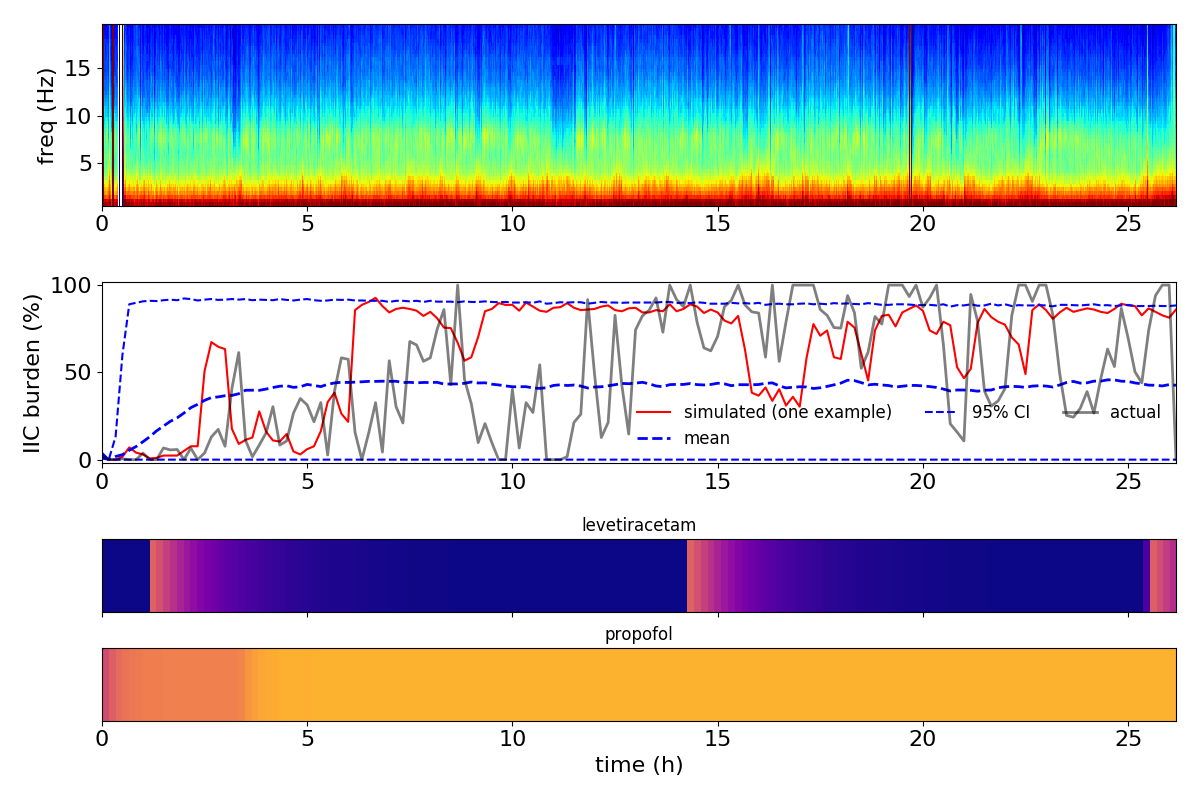 freq (Hz)
15
10
5
0 5 10 15 20 25
IIC burden (%)
100
50
0
simulated (one example) 95% CI actual
mean
0 5 10 15 20 25
levetiracetam
propofol
0 5 10 15 20 25
time (h)